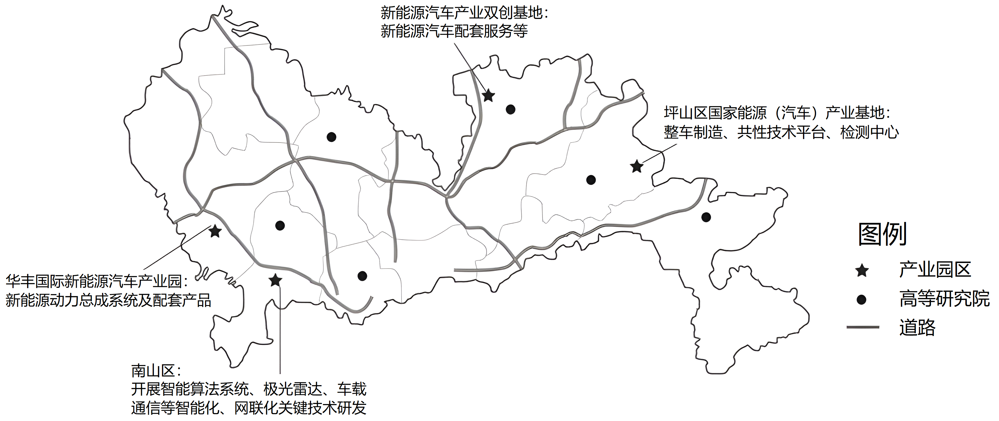 新能源汽车产业双创基地：
新能源汽车配套服务等
坪山区国家能源（汽车）产业基地：
整车制造、共性技术平台、检测中心
华丰国际新能源汽车产业园：
新能源动力总成系统及配套产品
南山区：
开展智能算法系统、极光雷达、车载
通信等智能化、网联化关键技术研发
图例
产业园区
高等研究院
道路